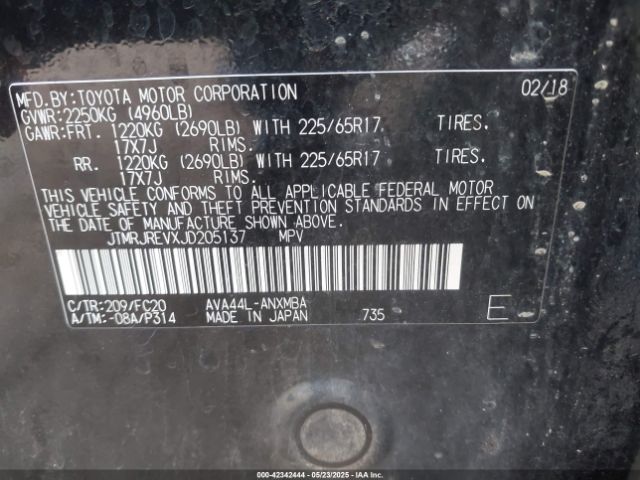 MFD.BY:TOYOTA MOTOR CORPORATION 02/18
GVWR:2250KG (4960LB)
GAWR:FRT. 1220KG (2690LB) WITH 225/65R17 TIRES.
17X7J RIMS.
RR. 1220KG (2690LB) WITH 225/65R17 TIRES.
17X7J RIMS.
THIS VEHICLE CONFORMS TO ALL APPLICABLE FEDERAL MOTOR
VEHICLE SAFETY AND THEFT PREVENTION STANDARDS IN EFFECT ON
THE DATE OF MANUFACTURE SHOWN ABOVE.
JTMRJREVXJD205137 MPV
C/TR:209/FC20 AVA44L-ANXMBA
A/TM:-08A/P314 MADE IN JAPAN 735 E
000-42342444 - 05/23/2025 - IAAI.COM